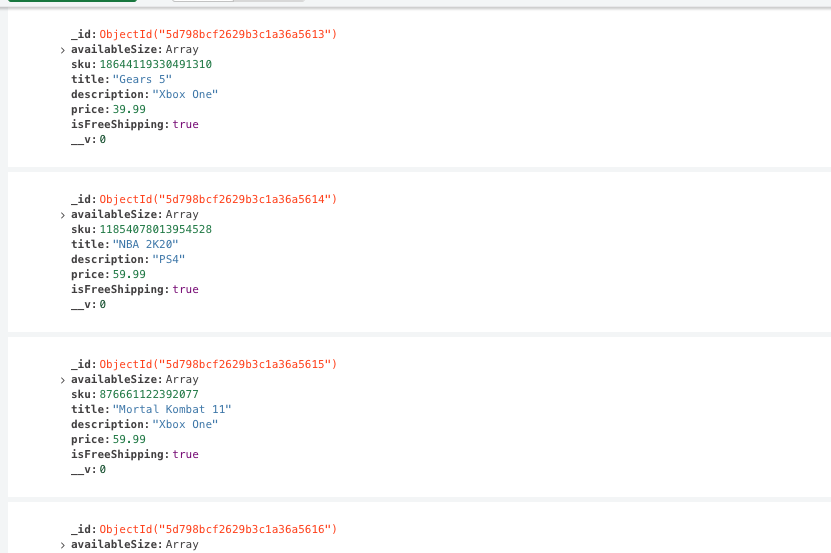 _id: ObjectId("5d798bcf2629b3c1a36a5613")
> availableSize: Array
sku: 18644119330491310
title: "Gears 5"
description: "Xbox One"
price: 39.99
isFreeShipping: true
__v: 0
_id: ObjectId("5d798bcf2629b3c1a36a5614")
> availableSize: Array
sku: 11854078013954528
title: "NBA 2K20"
description: "PS4"
price: 59.99
isFreeShipping: true
__v: 0
_id: ObjectId("5d798bcf2629b3c1a36a5615")
> availableSize: Array
sku: 876661122392077
title: "Mortal Kombat 11"
description: "Xbox One"
price: 59.99
isFreeShipping: true
__v: 0
_id: ObjectId("5d798bcf2629b3c1a36a5616")
> availableSize: Array